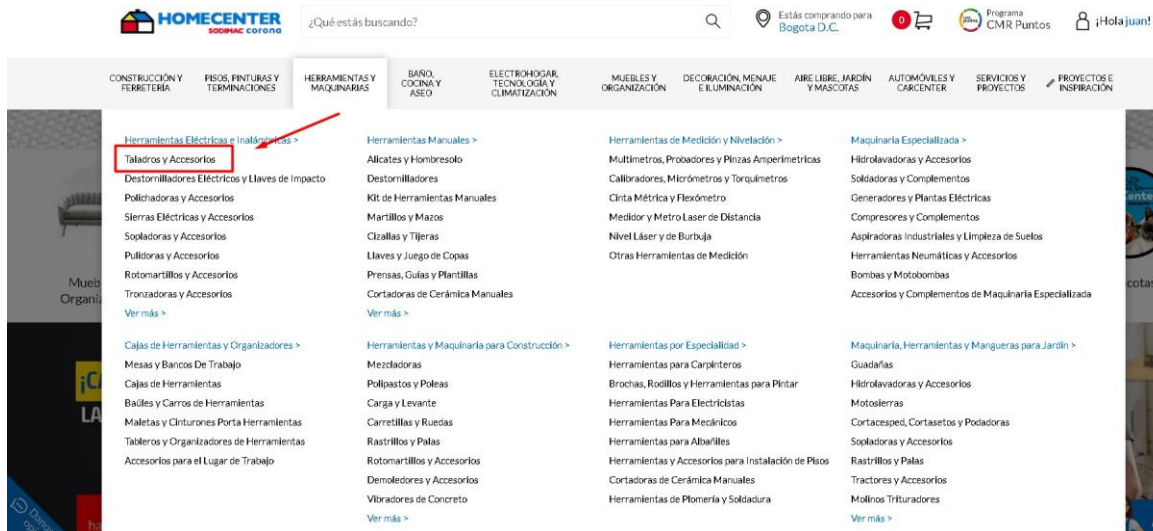 HOMECENTER
SODIMAC corona
¿Qué estás buscando?
Estás comprando para
Bogota D.C.
0
Programa
CMR Puntos
¡Hola juan!
CONSTRUCCIÓN Y
FERRETERÍA
PISOS, PINTURAS Y
TERMINACIONES
HERRAMIENTAS Y
MAQUINARIAS
BAÑO,
COCINA Y
ASEO
ELECTROHOGAR,
TECNOLOGÍA Y
CLIMATIZACIÓN
MUEBLES Y
ORGANIZACIÓN
DECORACIÓN, MENAJE
E ILUMINACIÓN
AIRE LIBRE, JARDÍN
Y MASCOTAS
AUTOMÓVILES Y
CARCENTER
SERVICIOS Y
PROYECTOS
PROYECTOS E
INSPIRACIÓN
Herramientas Eléctricas e Inalámbricas >
Taladros y Accesorios
Destornilladores Eléctricos y Llaves de Impacto
Polichadoras y Accesorios
Sierras Eléctricas y Accesorios
Sopladoras y Accesorios
Pulidoras y Accesorios
Rotomartillos y Accesorios
Tronzadoras y Accesorios
Ver más >
Herramientas Manuales >
Alicates y Hombresolo
Destornilladores
Kit de Herramientas Manuales
Martillos y Mazos
Cizallas y Tijeras
Llaves y Juego de Copas
Prensas, Guías y Plantillas
Cortadoras de Cerámica Manuales
Ver más >
Herramientas de Medición y Nivelación >
Multimetros, Probadores y Pinzas Amperimetricas
Calibradores, Micrómetros y Torquímetros
Cinta Métrica y Flexómetro
Medidor y Metro Laser de Distancia
Nivel Láser y de Burbuja
Otras Herramientas de Medición
Maquinaria Especializada >
Hidrolavadoras y Accesorios
Soldadoras y Complementos
Generadores y Plantas Eléctricas
Compresores y Complementos
Aspiradoras Industriales y Limpieza de Suelos
Herramientas Neumáticas y Accesorios
Bombas y Motobombas
Accesorios y Complementos de Maquinaria Especializada
Cajas de Herramientas y Organizadores >
Mesas y Bancos De Trabajo
Cajas de Herramientas
Baúles y Carros de Herramientas
Maletas y Cinturones Porta Herramientas
Tableros y Organizadores de Herramientas
Accesorios para el Lugar de Trabajo
Herramientas y Maquinaria para Construcción >
Mezcladoras
Polipastos y Poleas
Carga y Levante
Carretillas y Ruedas
Rastrillos y Palas
Rotomartillos y Accesorios
Demoledores y Accesorios
Vibradores de Concreto
Ver más >
Herramientas por Especialidad >
Herramientas para Carpinteros
Brochas, Rodillos y Herramientas para Pintar
Herramientas Para Electricistas
Herramientas Para Mecánicos
Herramientas para Albañiles
Herramientas y Accesorios para Instalación de Pisos
Cortadoras de Cerámica Manuales
Herramientas de Plomería y Soldadura
Maquinaria, Herramientas y Mangueras para Jardín >
Guadañas
Hidrolavadoras y Accesorios
Motosierras
Cortacesped, Cortasetos y Podadoras
Sopladoras y Accesorios
Rastrillos y Palas
Tractores y Accesorios
Molinos Trituradores
Ver más >
Mueb
Organiz
cotas
LA